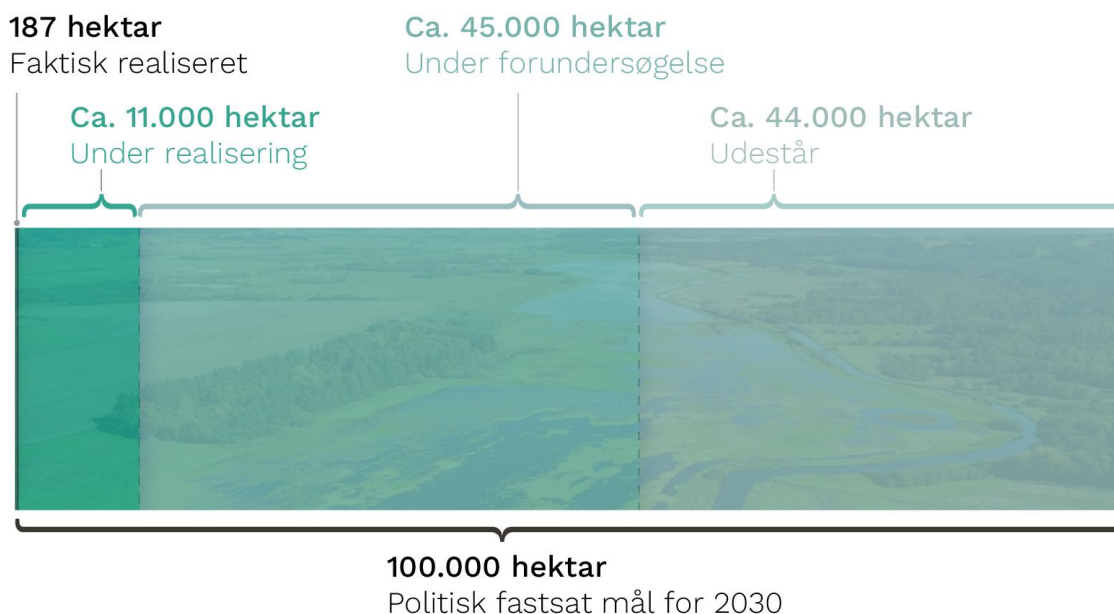 187 hektar
Faktisk realiseret
Ca. 11.000 hektar
Under realisering
Ca. 45.000 hektar
Under forundersøgelse
Ca. 44.000 hektar
Udestår
100.000 hektar
Politisk fastsat mål for 2030